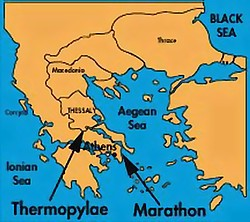 BLACK
SEA
Thrace
Macedonia
THESSALY
Aegean
Sea
Athens
Ionian
Sea
Thermopylae
Marathon